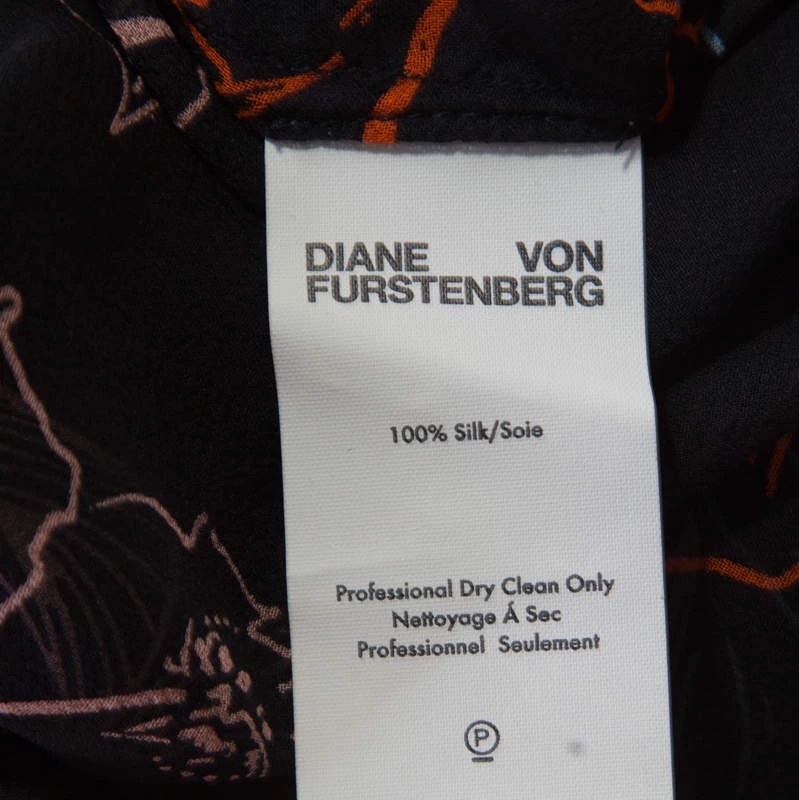 DIANE VON
FURSTENBERG
100% Silk/Soie
Professional Dry Clean Only
Nettoyage Á Sec
Professionnel Seulement
P